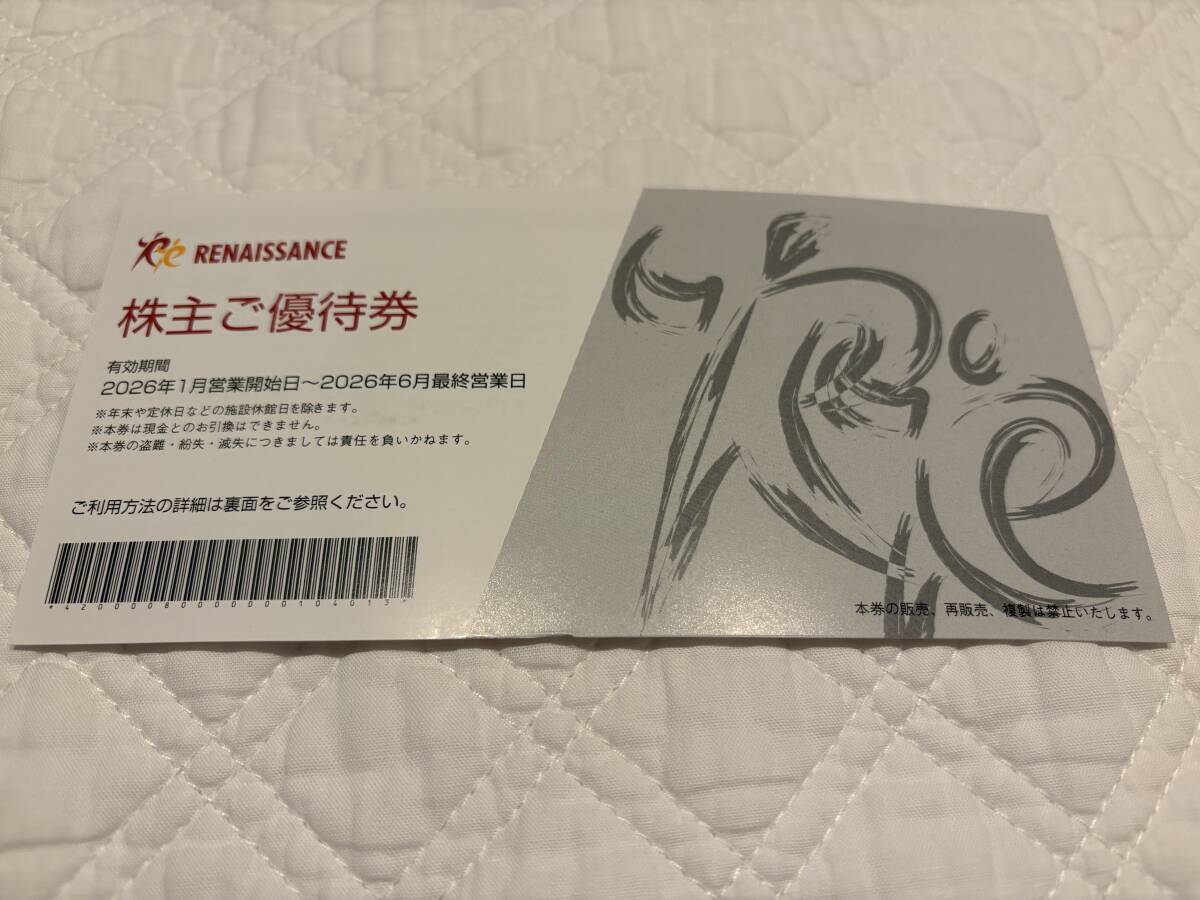 Re RENAISSANCE
株主ご優待券
有効期間
2026年1月営業開始日～2026年6月最終営業日
※年末や定休日などの施設休館日を除きます。
※本券は現金とのお引換はできません。
※本券の盗難・紛失・滅失につきましては責任を負いかねます。
ご利用方法の詳細は裏面をご参照ください。
*4200008000000104013*
Re
本券の販売、再販売、複製は禁止いたします。